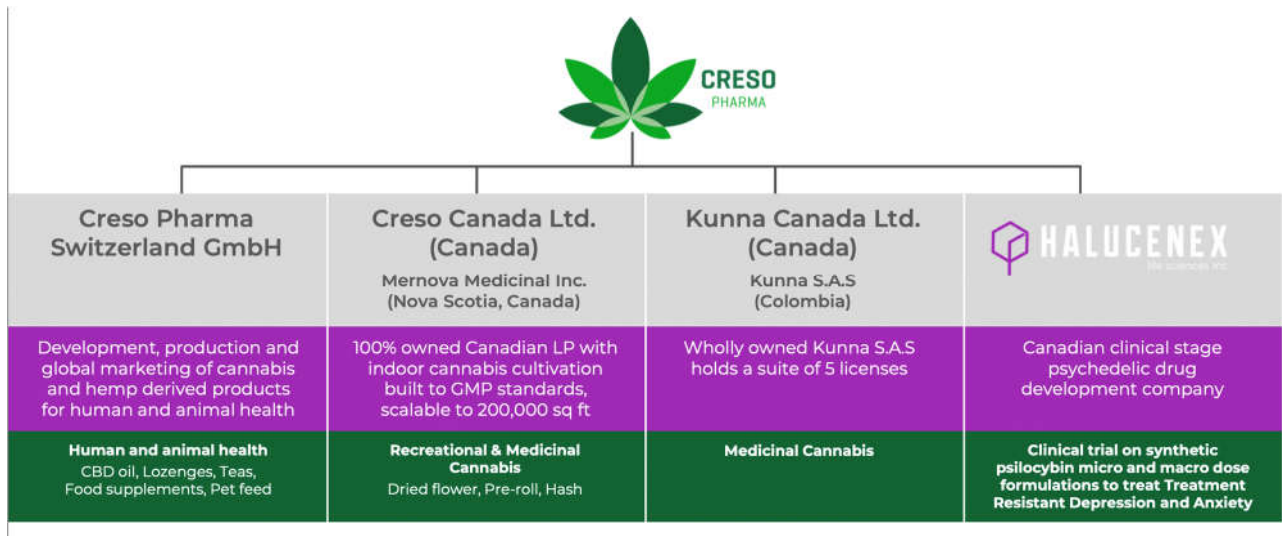 CRESO
PHARMA
Creso Pharma
Switzerland GmbH
Creso Canada Ltd.
(Canada)
Mernova Medicinal Inc.
(Nova Scotia, Canada)
Kunna Canada Ltd.
(Canada)
Kunna S.A.S
(Colombia)
HALUCENEX
life sciences inc
Development, production and
global marketing of cannabis
and hemp derived products
for human and animal health
100% owned Canadian LP with
indoor cannabis cultivation
built to GMP standards,
scalable to 200,000 sq ft
Wholly owned Kunna S.A.S
holds a suite of 5 licenses
Canadian clinical stage
psychedelic drug
development company
Human and animal health
CBD oil, Lozenges, Teas,
Food supplements, Pet feed
Recreational & Medicinal
Cannabis
Dried flower, Pre-roll, Hash
Medicinal Cannabis
Clinical trial on synthetic
psilocybin micro and macro dose
formulations to treat Treatment
Resistant Depression and Anxiety